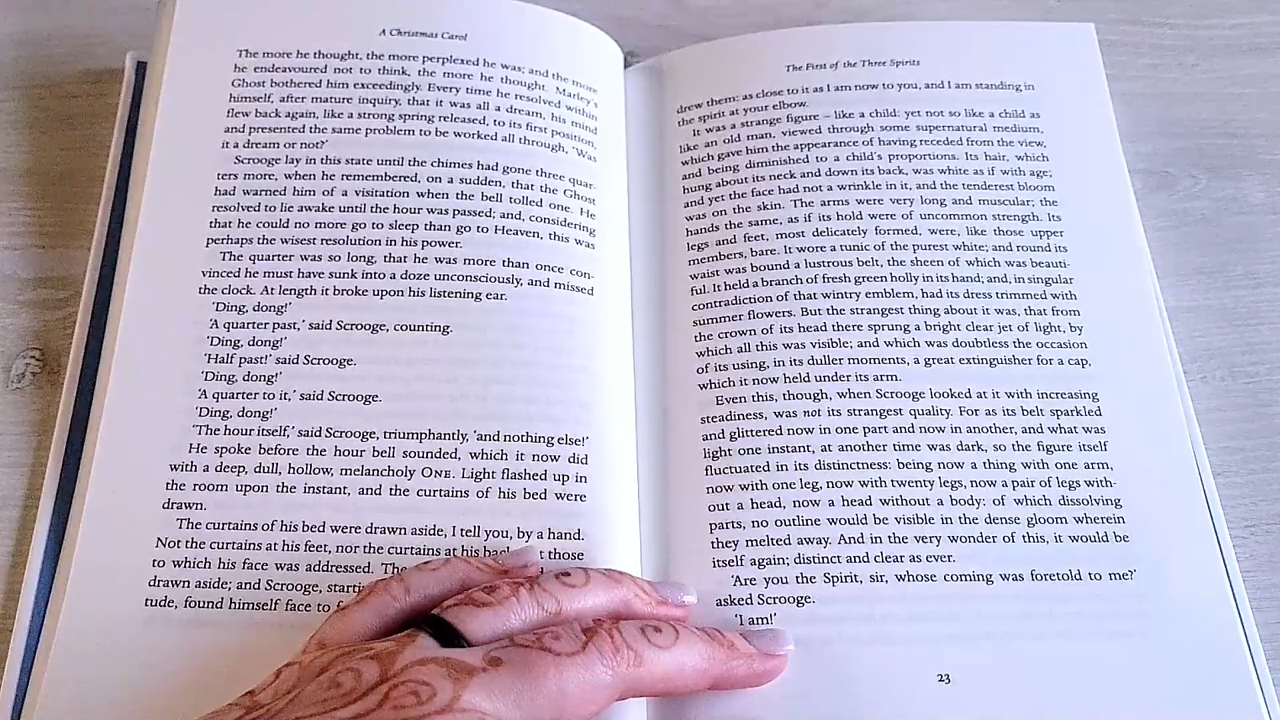 A Christmas Carol
The more he thought, the more perplexed he was; and the more
he endeavoured not to think, the more he thought. Marley's
Ghost bothered him exceedingly. Every time he resolved within
himself, after mature inquiry, that it was all a dream, his mind
flew back again, like a strong spring released, to its first position,
and presented the same problem to be worked all through, 'Was
it a dream or not?'
Scrooge lay in this state until the chimes had gone three quar-
ters more, when he remembered, on a sudden, that the Ghost
had warned him of a visitation when the bell tolled one. He
resolved to lie awake until the hour was passed; and, considering
that he could no more go to sleep than go to Heaven, this was
perhaps the wisest resolution in his power.
The quarter was so long, that he was more than once con-
vinced he must have sunk into a doze unconsciously, and missed
the clock. At length it broke upon his listening ear.
'Ding, dong!'
'A quarter past,' said Scrooge, counting.
'Ding, dong!'
'Half past!' said Scrooge.
'Ding, dong!'
'A quarter to it,' said Scrooge.
'Ding, dong!'
'The hour itself,' said Scrooge, triumphantly, 'and nothing else!'
He spoke before the hour bell sounded, which it now did
with a deep, dull, hollow, melancholy ONE. Light flashed up in
the room upon the instant, and the curtains of his bed were
drawn.
The curtains of his bed were drawn aside, I tell you, by a hand.
Not the curtains at his feet, nor the curtains at his those
to which his face was addressed. The
drawn aside; and Scrooge,
tude, found himself face to
The First of the Three Spirits
drew them: as close to it as I am now to you, and I am standing in
the spirit at your elbow.
It was a strange figure – like a child: yet not so like a child as
like an old man, viewed through some supernatural medium,
which gave him the appearance of having receded from the view,
and being diminished to a child's proportions. Its hair, which
hung about its neck and down its back, was white as if with age;
and yet the face had not a wrinkle in it, and the tenderest bloom
was on the skin. The arms were very long and muscular; the
hands the same, as if its hold were of uncommon strength. Its
legs and feet, most delicately formed, were, like those upper
members, bare. It wore a tunic of the purest white; and round its
waist was bound a lustrous belt, the sheen of which was beauti-
ful. It held a branch of fresh green holly in its hand; and, in singular
contradiction of that wintry emblem, had its dress trimmed with
summer flowers. But the strangest thing about it was, that from
the crown of its head there sprung a bright clear jet of light, by
which all this was visible; and which was doubtless the occasion
of its using, in its duller moments, a great extinguisher for a cap,
which it now held under its arm.
Even this, though, when Scrooge looked at it with increasing
steadiness, was not its strangest quality. For as its belt sparkled
and glittered now in one part and now in another, and what was
light one instant, at another time was dark, so the figure itself
fluctuated in its distinctness: being now a thing with one arm,
now with one leg, now with twenty legs, now a pair of legs with-
out a head, now a head without a body: of which dissolving
parts, no outline would be visible in the dense gloom wherein
they melted away. And in the very wonder of this, it would be
itself again; distinct and clear as ever.
'Are you the Spirit, sir, whose coming was foretold to me?'
asked Scrooge.
'I am!'
23